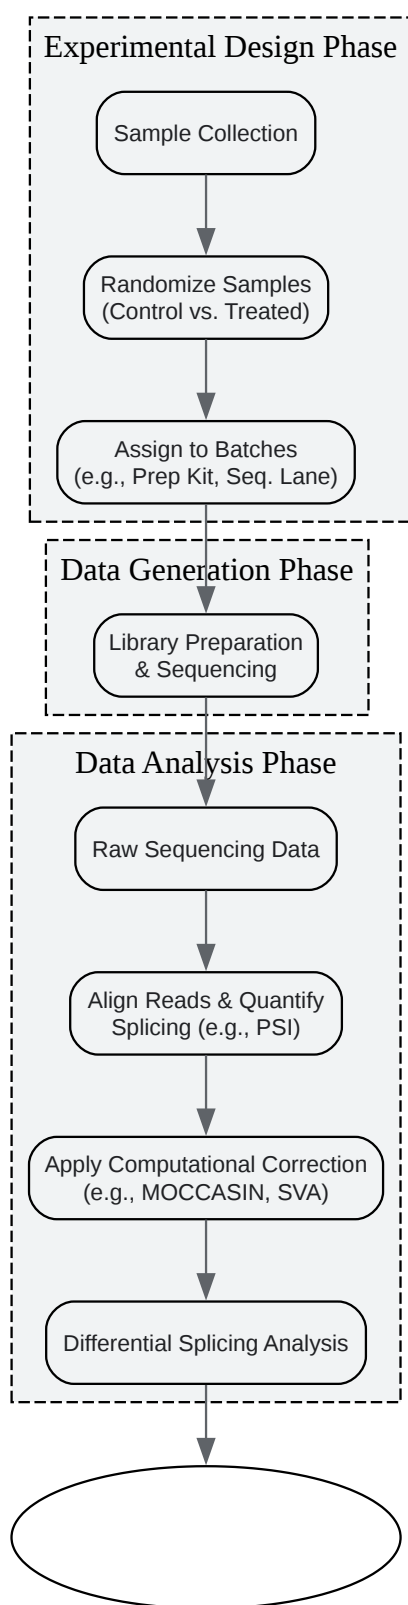 Experimental Design Phase
Sample Collection
Randomize Samples
(Control vs. Treated)
Assign to Batches
(e.g., Prep Kit, Seq. Lane)
Data Generation Phase
Library Preparation
& Sequencing
Data Analysis Phase
Raw Sequencing Data
Align Reads & Quantify
Splicing (e.g., PSI)
Apply Computational Correction
(e.g., MOCCASIN, SVA)
Differential Splicing Analysis